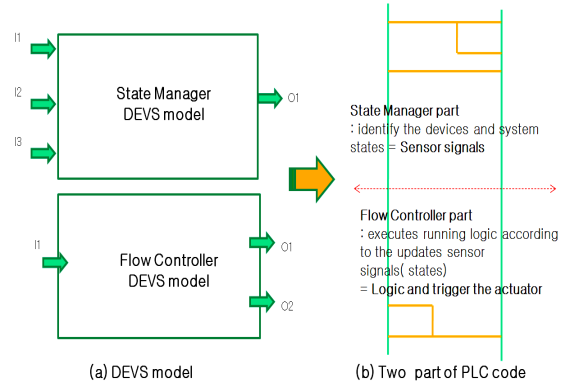 I1
I2
I3
State Manager
DEVS model
O1
I1
Flow Controller
DEVS model
O1
O2
(a) DEVS model
State Manager part
: identify the devices and system
states = Sensor signals
Flow Controller part
: executes running logic according
to the updates sensor
signals( states)
= Logic and trigger the actuator
(b) Two part of PLC code